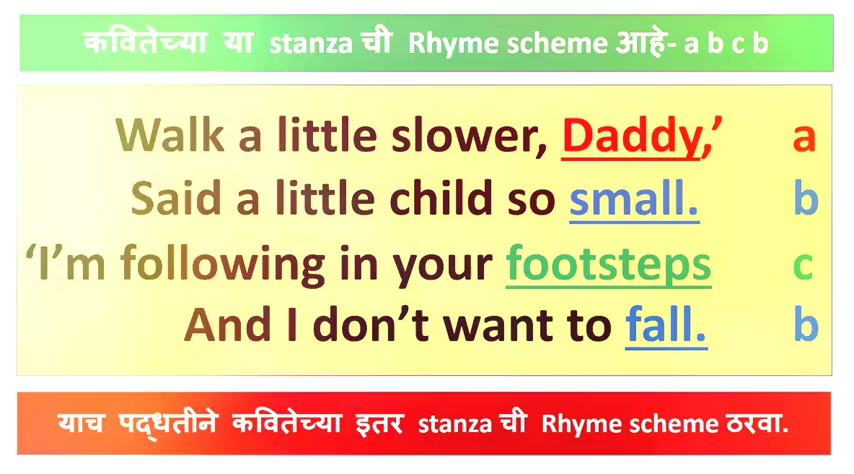 कवितेच्या या stanza ची Rhyme scheme आहे- a b c b
Walk a little slower, Daddy,’ a
Said a little child so small. b
‘I’m following in your footsteps c
And I don’t want to fall. b
याच पद्धतीने कवितेच्या इतर stanza ची Rhyme scheme ठरवा.